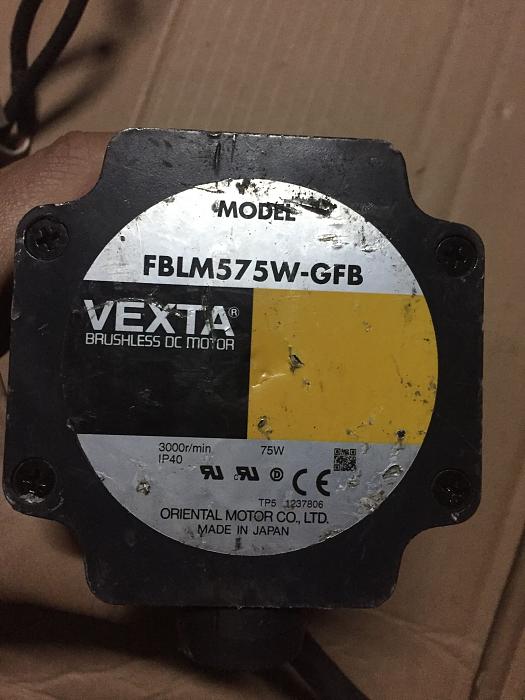 MODEL
FBLM575W-GFB
VEXTA®
BRUSHLESS DC MOTOR
3000r/min 75W
IP40
TP5 1237806
ORIENTAL MOTOR CO., LTD.
MADE IN JAPAN